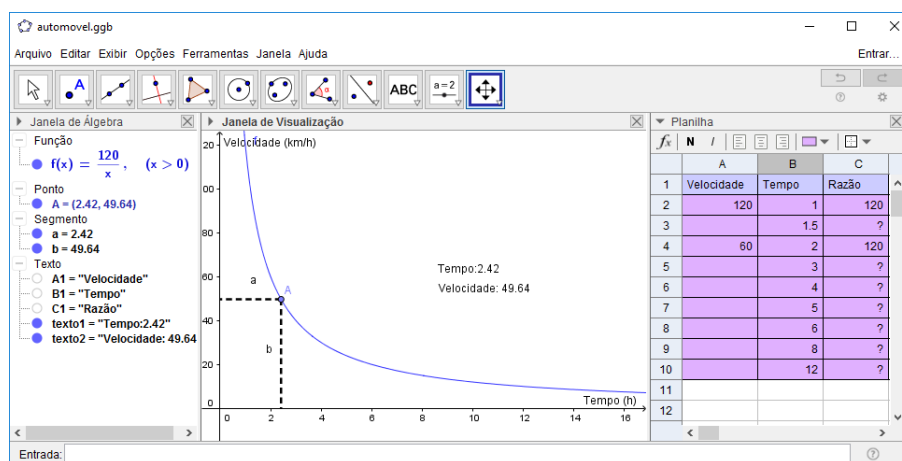 automovel.ggb
Arquivo Editar Exibir Opções Ferramentas Janela Ajuda Entrar...
A α ABC a=2
Janela de Álgebra
Função
f(x) = 120/x , (x > 0)
Ponto
A = (2.42, 49.64)
Segmento
a = 2.42
b = 49.64
Texto
A1 = "Velocidade"
B1 = "Tempo"
C1 = "Razão"
texto1 = "Tempo:2.42"
texto2 = "Velocidade: 49.64
Janela de Visualização
20 Velocidade (km/h)
f
00
80
60
40
20
0
a
A
b
Tempo:2.42
Velocidade: 49.64
Tempo (h)
0 2 4 6 8 10 12 14 16
Planilha
fx N I
A B C
1 Velocidade Tempo Razão
2 120 1 120
3 1.5 ?
4 60 2 120
5 3 ?
6 4 ?
7 5 ?
8 6 ?
9 8 ?
10 12 ?
11
12
Entrada: